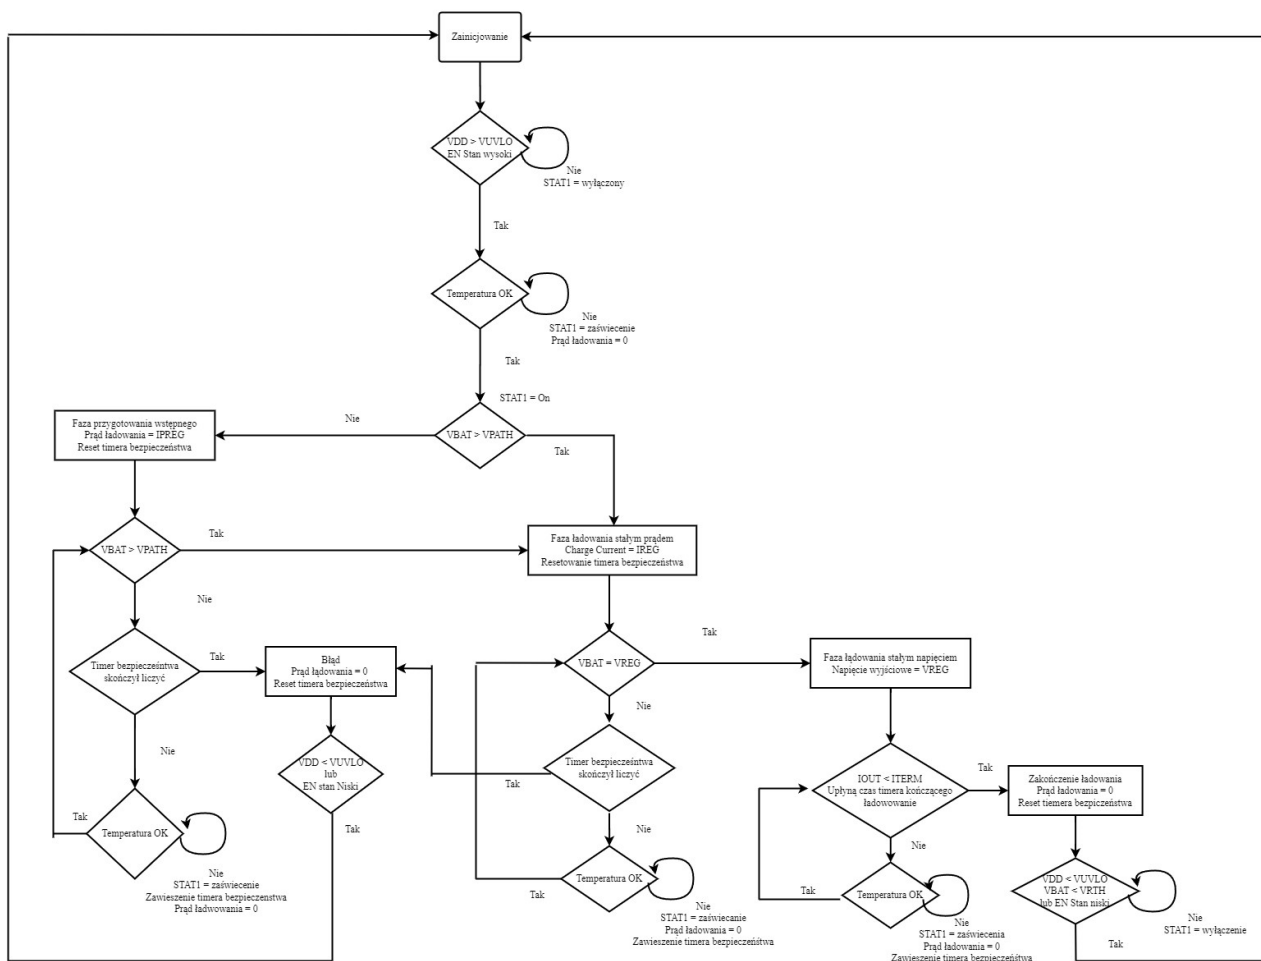 Zainicjowanie
VDD > VUVLO
EN Stan wysoki
Nie
STAT1 = wyłączony
Tak
Temperatura OK
Nie
STAT1 = zaświecenie
Prąd ładowania = 0
Tak
STAT1 = On
VBAT > VPATH
Nie
Tak
Faza przygotowania wstępnego
Prąd ładowania = IPREG
Reset timera bezpieczeństwa
VBAT > VPATH
Tak
Nie
Faza ładowania stałym prądem
Charge Current = IREG
Resetowanie timera bezpieczeństwa
Timer bezpiecześntwa
skończył liczyć
Tak
Nie
Błąd
Prąd ładowania = 0
Reset timera bezpieczeństwa
VDD < VUVLO
lub
EN stan Niski
Tak
Temperatura OK
Tak
Nie
STAT1 = zaświecenie
Zawieszenie timera bezpieczenstwa
Prąd ładwowania = 0
VBAT = VREG
Tak
Nie
Timer bezpiecześntwa
skończył liczyć
Tak
Nie
Temperatura OK
Tak
Nie
STAT1 = zaświecanie
Prąd ładowania = 0
Zawieszenie timera bezpieczeństwa
Faza łądowania stałym napięciem
Napięcie wyjściowe = VREG
IOUT < ITERM
Upłyną czas timera kończącego
ładowowanie
Tak
Nie
Temperatura OK
Tak
Nie
STAT1 = zaświecenia
Prąd ładowania = 0
Zawieszenie timera bezpieczeństwa
Zakończenie ładowania
Prąd ładowania = 0
Reset tiemera bezpizceństwa
VDD < VUVLO
VBAT < VRTH
lub EN Stan niski
Nie
STAT1 = wyłączenie
Tak